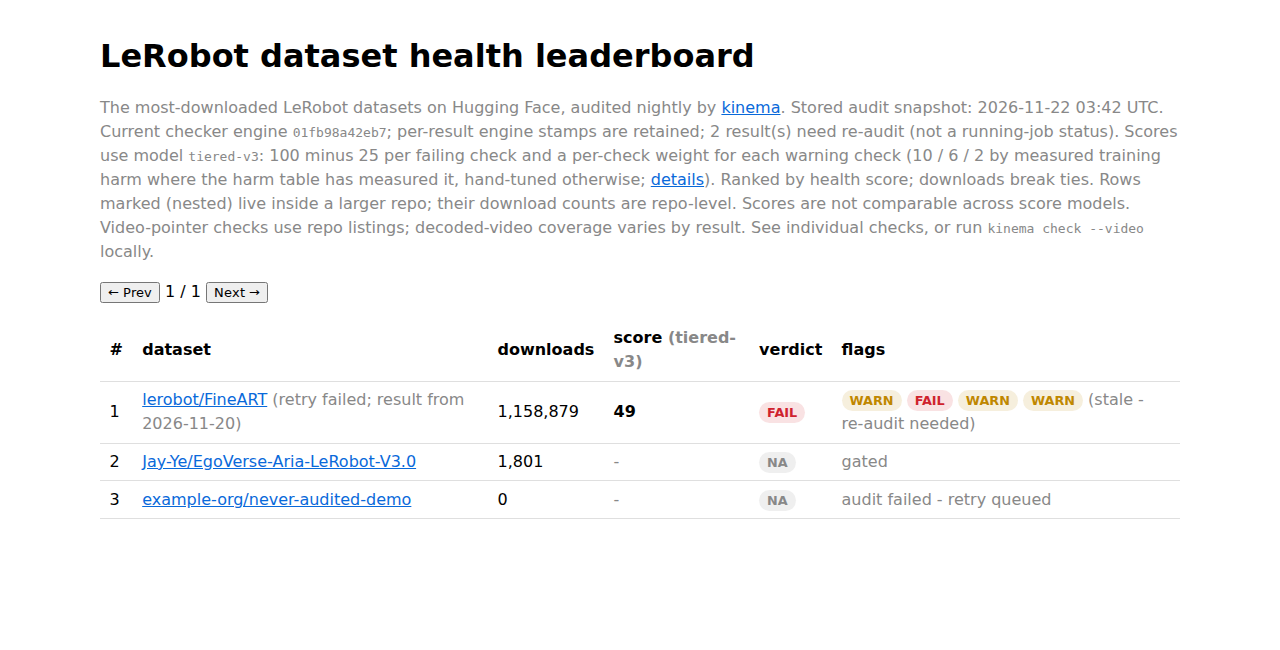 LeRobot dataset health leaderboard
The most-downloaded LeRobot datasets on Hugging Face, audited nightly by kinema. Stored audit snapshot: 2026-11-22 03:42 UTC.
Current checker engine 01fb98a42eb7; per-result engine stamps are retained; 2 result(s) need re-audit (not a running-job status). Scores
use model tiered-v3: 100 minus 25 per failing check and a per-check weight for each warning check (10 / 6 / 2 by measured training
harm where the harm table has measured it, hand-tuned otherwise; details). Ranked by health score; downloads break ties. Rows
marked (nested) live inside a larger repo; their download counts are repo-level. Scores are not comparable across score models.
Video-pointer checks use repo listings; decoded-video coverage varies by result. See individual checks, or run kinema check --video
locally.
← Prev 1 / 1 Next →
# dataset downloads score (tiered-v3) verdict flags
1 lerobot/FineART (retry failed; result from 2026-11-20) 1,158,879 49 FAIL WARN FAIL WARN WARN (stale - re-audit needed)
2 Jay-Ye/EgoVerse-Aria-LeRobot-V3.0 1,801 - NA gated
3 example-org/never-audited-demo 0 - NA audit failed - retry queued